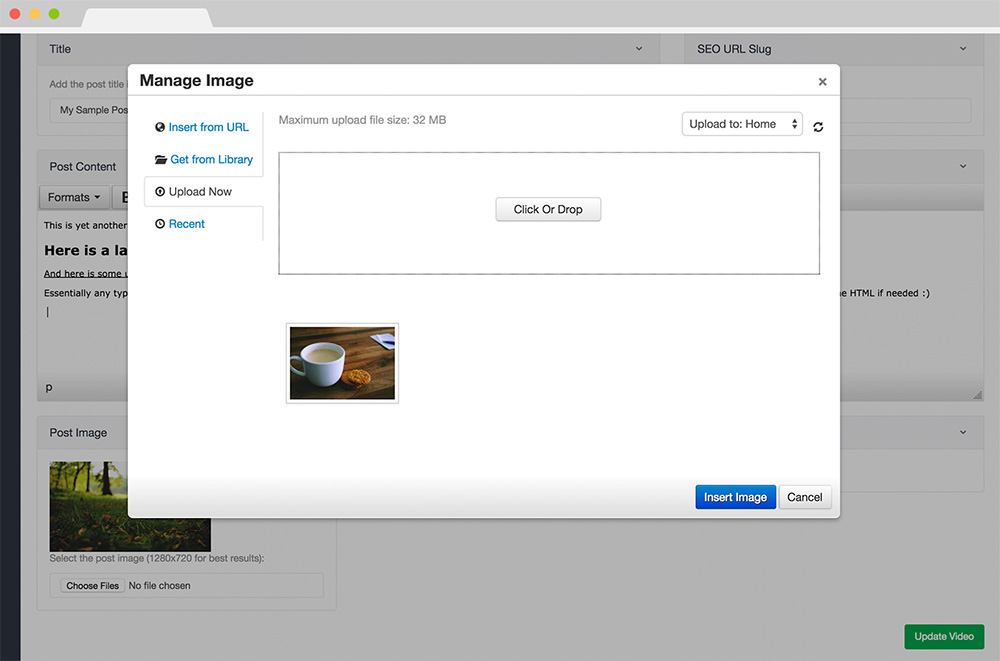 Title
SEO URL Slug
Add the post title
My Sample Pos
Manage Image
×
Insert from URL
Get from Library
Upload Now
Recent
Maximum upload file size: 32 MB
Upload to: Home
Click Or Drop
Post Content
Formats
B
This is yet another
Here is a la
And here is some
Essentially any typ
e HTML if needed :)
p
Insert Image
Cancel
Post Image
Select the post image (1280x720 for best results):
Choose Files No file chosen
Update Video